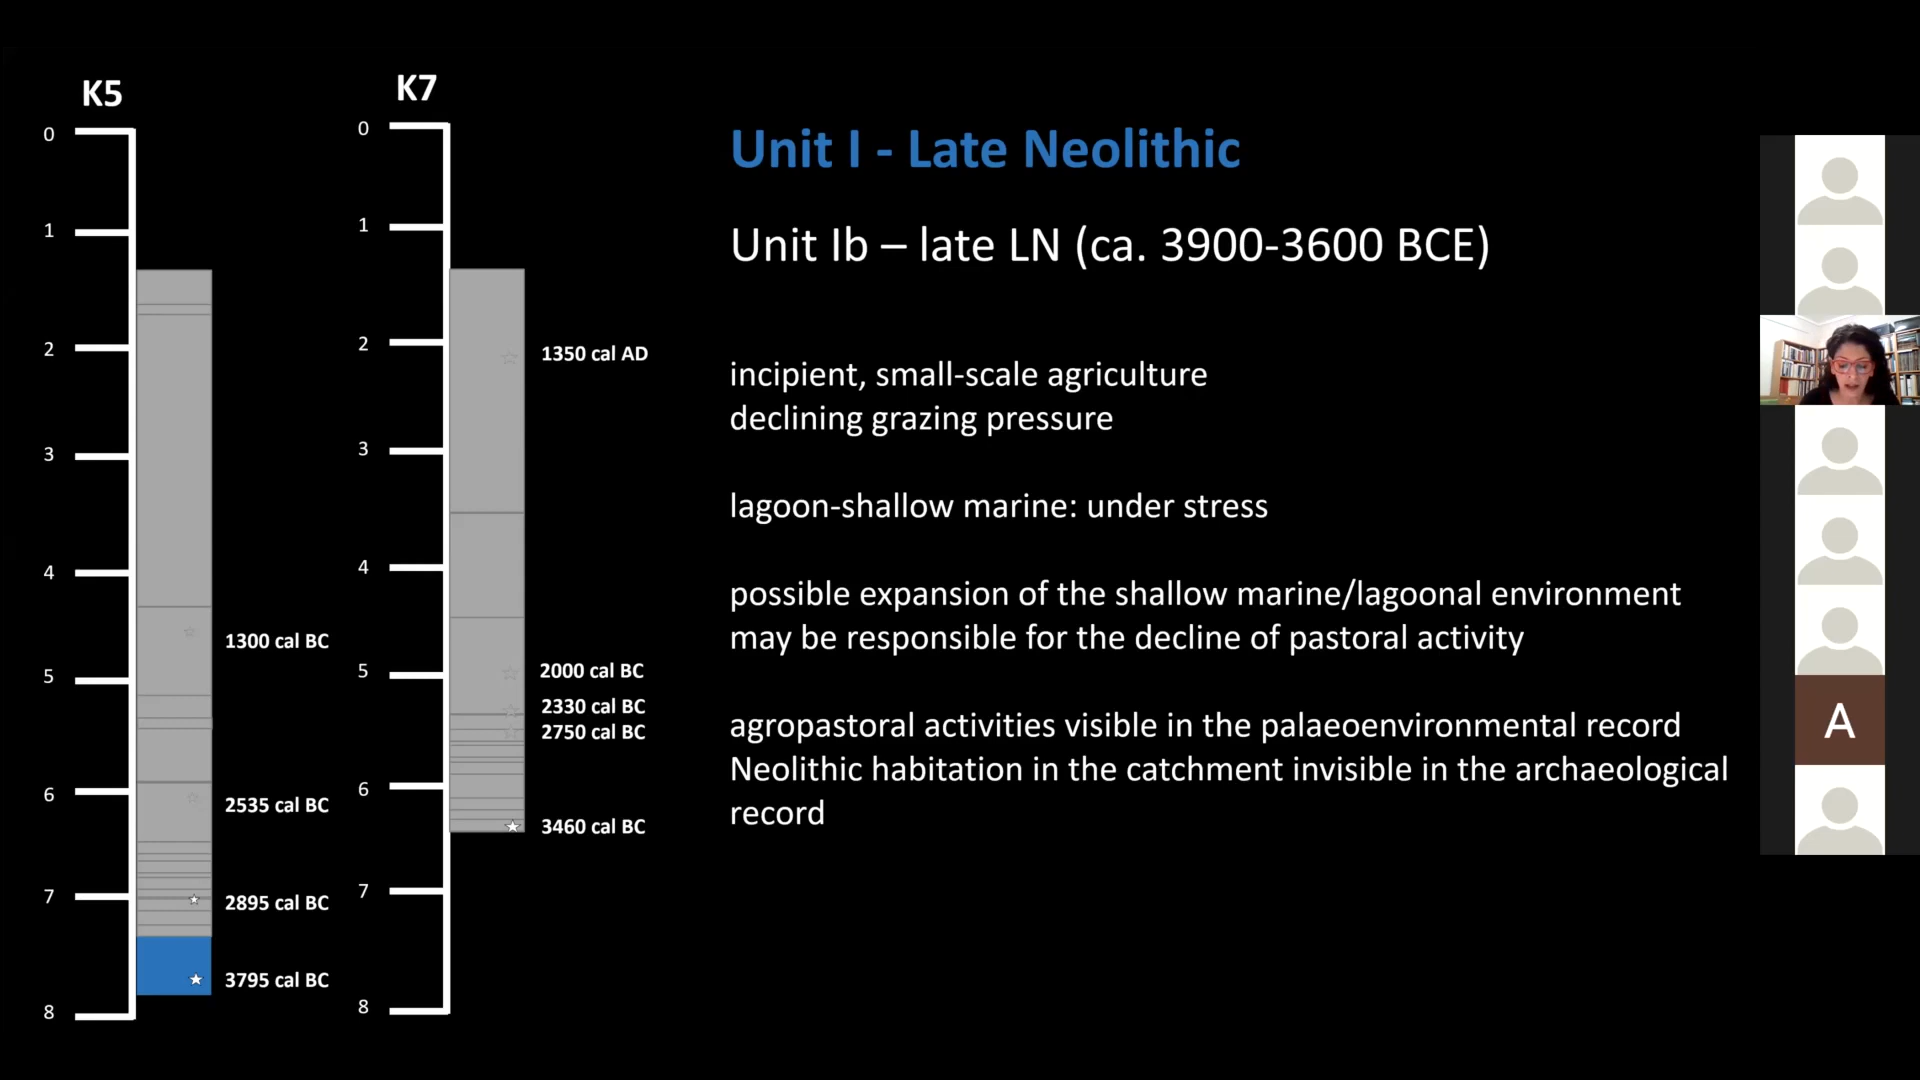 K5
0
1
2
3
4
5
6
7
8
1300 cal BC
2535 cal BC
2895 cal BC
3795 cal BC
K7
0
1
2
3
4
5
6
7
8
1350 cal AD
2000 cal BC
2330 cal BC
2750 cal BC
3460 cal BC
Unit I - Late Neolithic
Unit Ib – late LN (ca. 3900-3600 BCE)
incipient, small-scale agriculture
declining grazing pressure
lagoon-shallow marine: under stress
possible expansion of the shallow marine/lagoonal environment
may be responsible for the decline of pastoral activity
agropastoral activities visible in the palaeoenvironmental record
Neolithic habitation in the catchment invisible in the archaeological
record
A